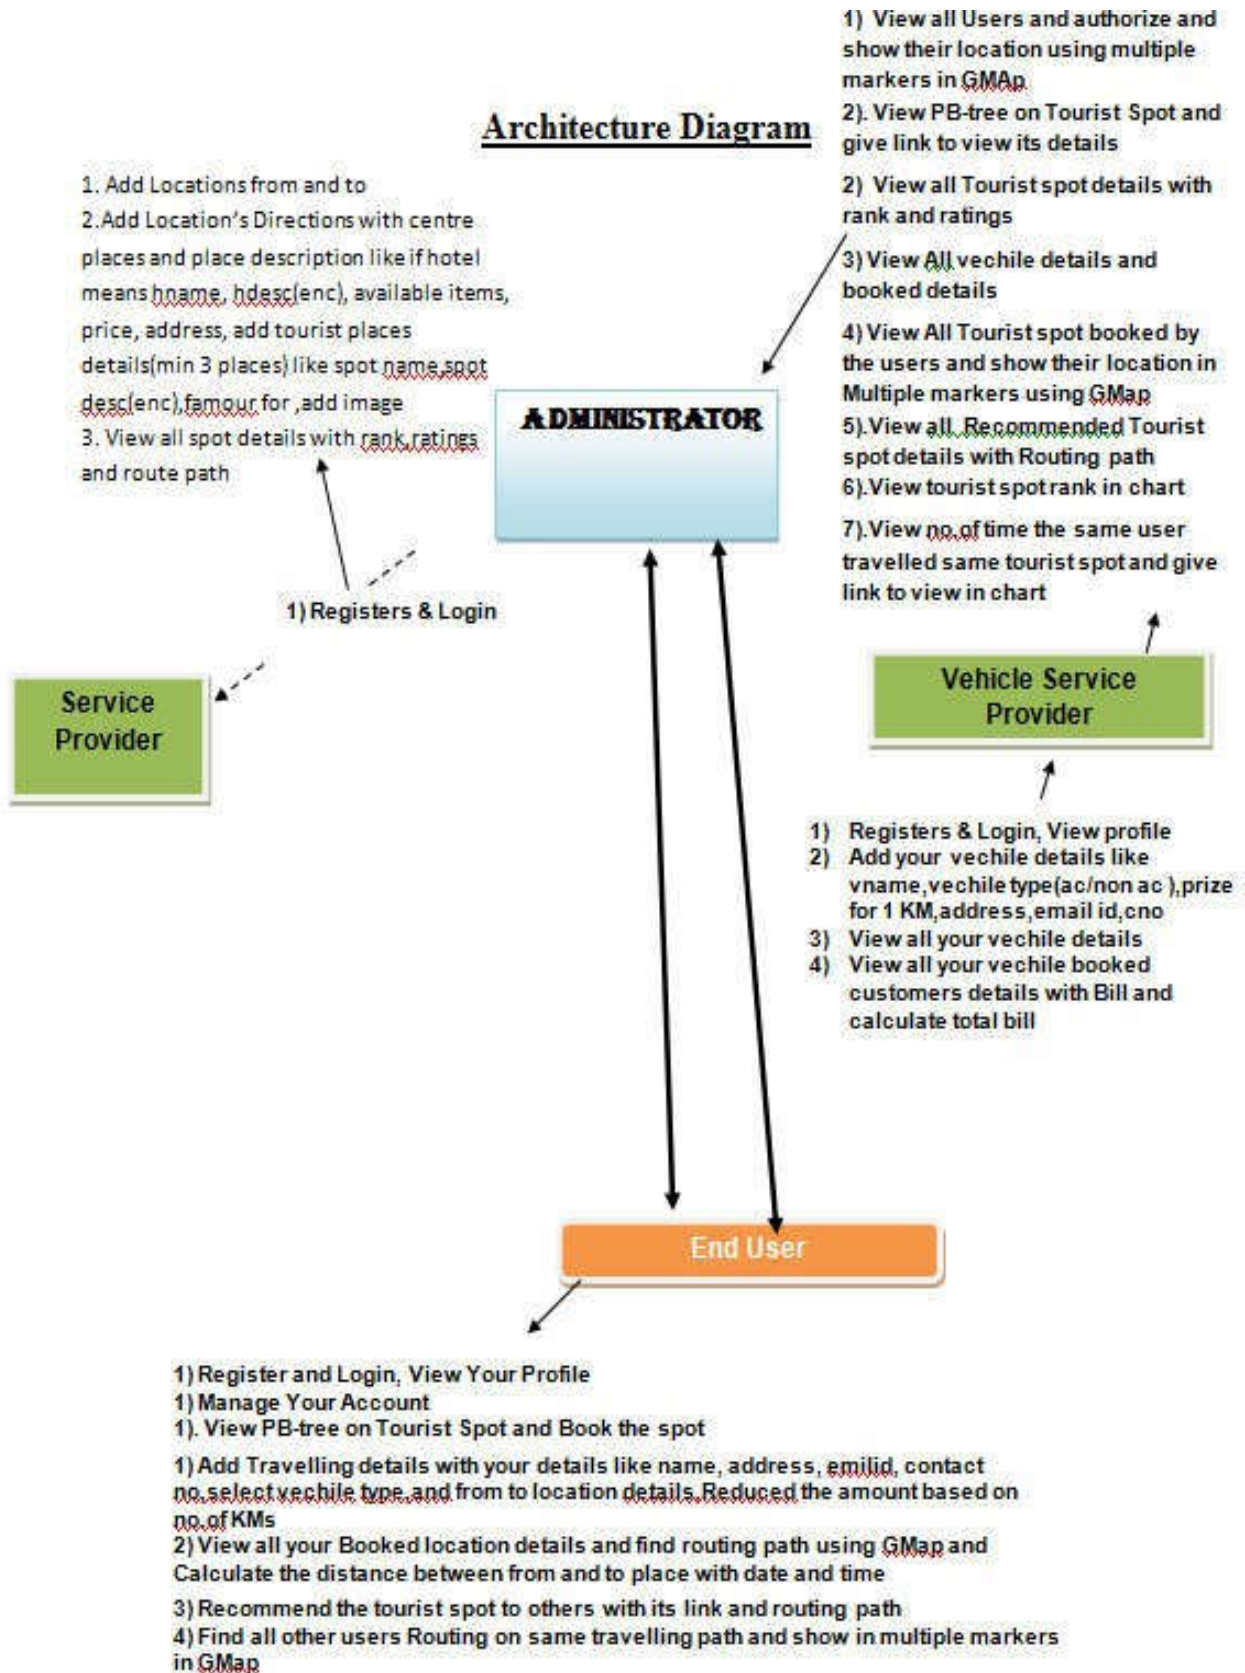 Architecture Diagram
1. Add Locations from and to
2.Add Location's Directions with centre
places and place description like if hotel
means hname, hdesc(enc), available items,
price, address, add tourist places
details(min 3 places) like spot name,spot
desc(enc),famour for ,add image
3. View all spot details with rank,ratings
and route path
1) View all Users and authorize and
show their location using multiple
markers in GMAp
2). View PB-tree on Tourist Spot and
give link to view its details
2) View all Tourist spot details with
rank and ratings
3) View All vechile details and
booked details
4) View All Tourist spot booked by
the users and show their location in
Multiple markers using GMap
5).View all Recommended Tourist
spot details with Routing path
6).View tourist spot rank in chart
7).View no.of time the same user
travelled same tourist spot and give
link to view in chart
ADMINISTRATOR
1) Registers & Login
Service
Provider
Vehicle Service
Provider
1) Registers & Login, View profile
2) Add your vechile details like
vname,vechile type(ac/non ac ),prize
for 1 KM,address,email id,cno
3) View all your vechile details
4) View all your vechile booked
customers details with Bill and
calculate total bill
End User
1) Register and Login, View Your Profile
1) Manage Your Account
1). View PB-tree on Tourist Spot and Book the spot
1) Add Travelling details with your details like name, address, emilid, contact
no,select vechile type,and from to location details.Reduced the amount based on
no.of KMs
2) View all your Booked location details and find routing path using GMap and
Calculate the distance between from and to place with date and time
3) Recommend the tourist spot to others with its link and routing path
4) Find all other users Routing on same travelling path and show in multiple markers
in GMap